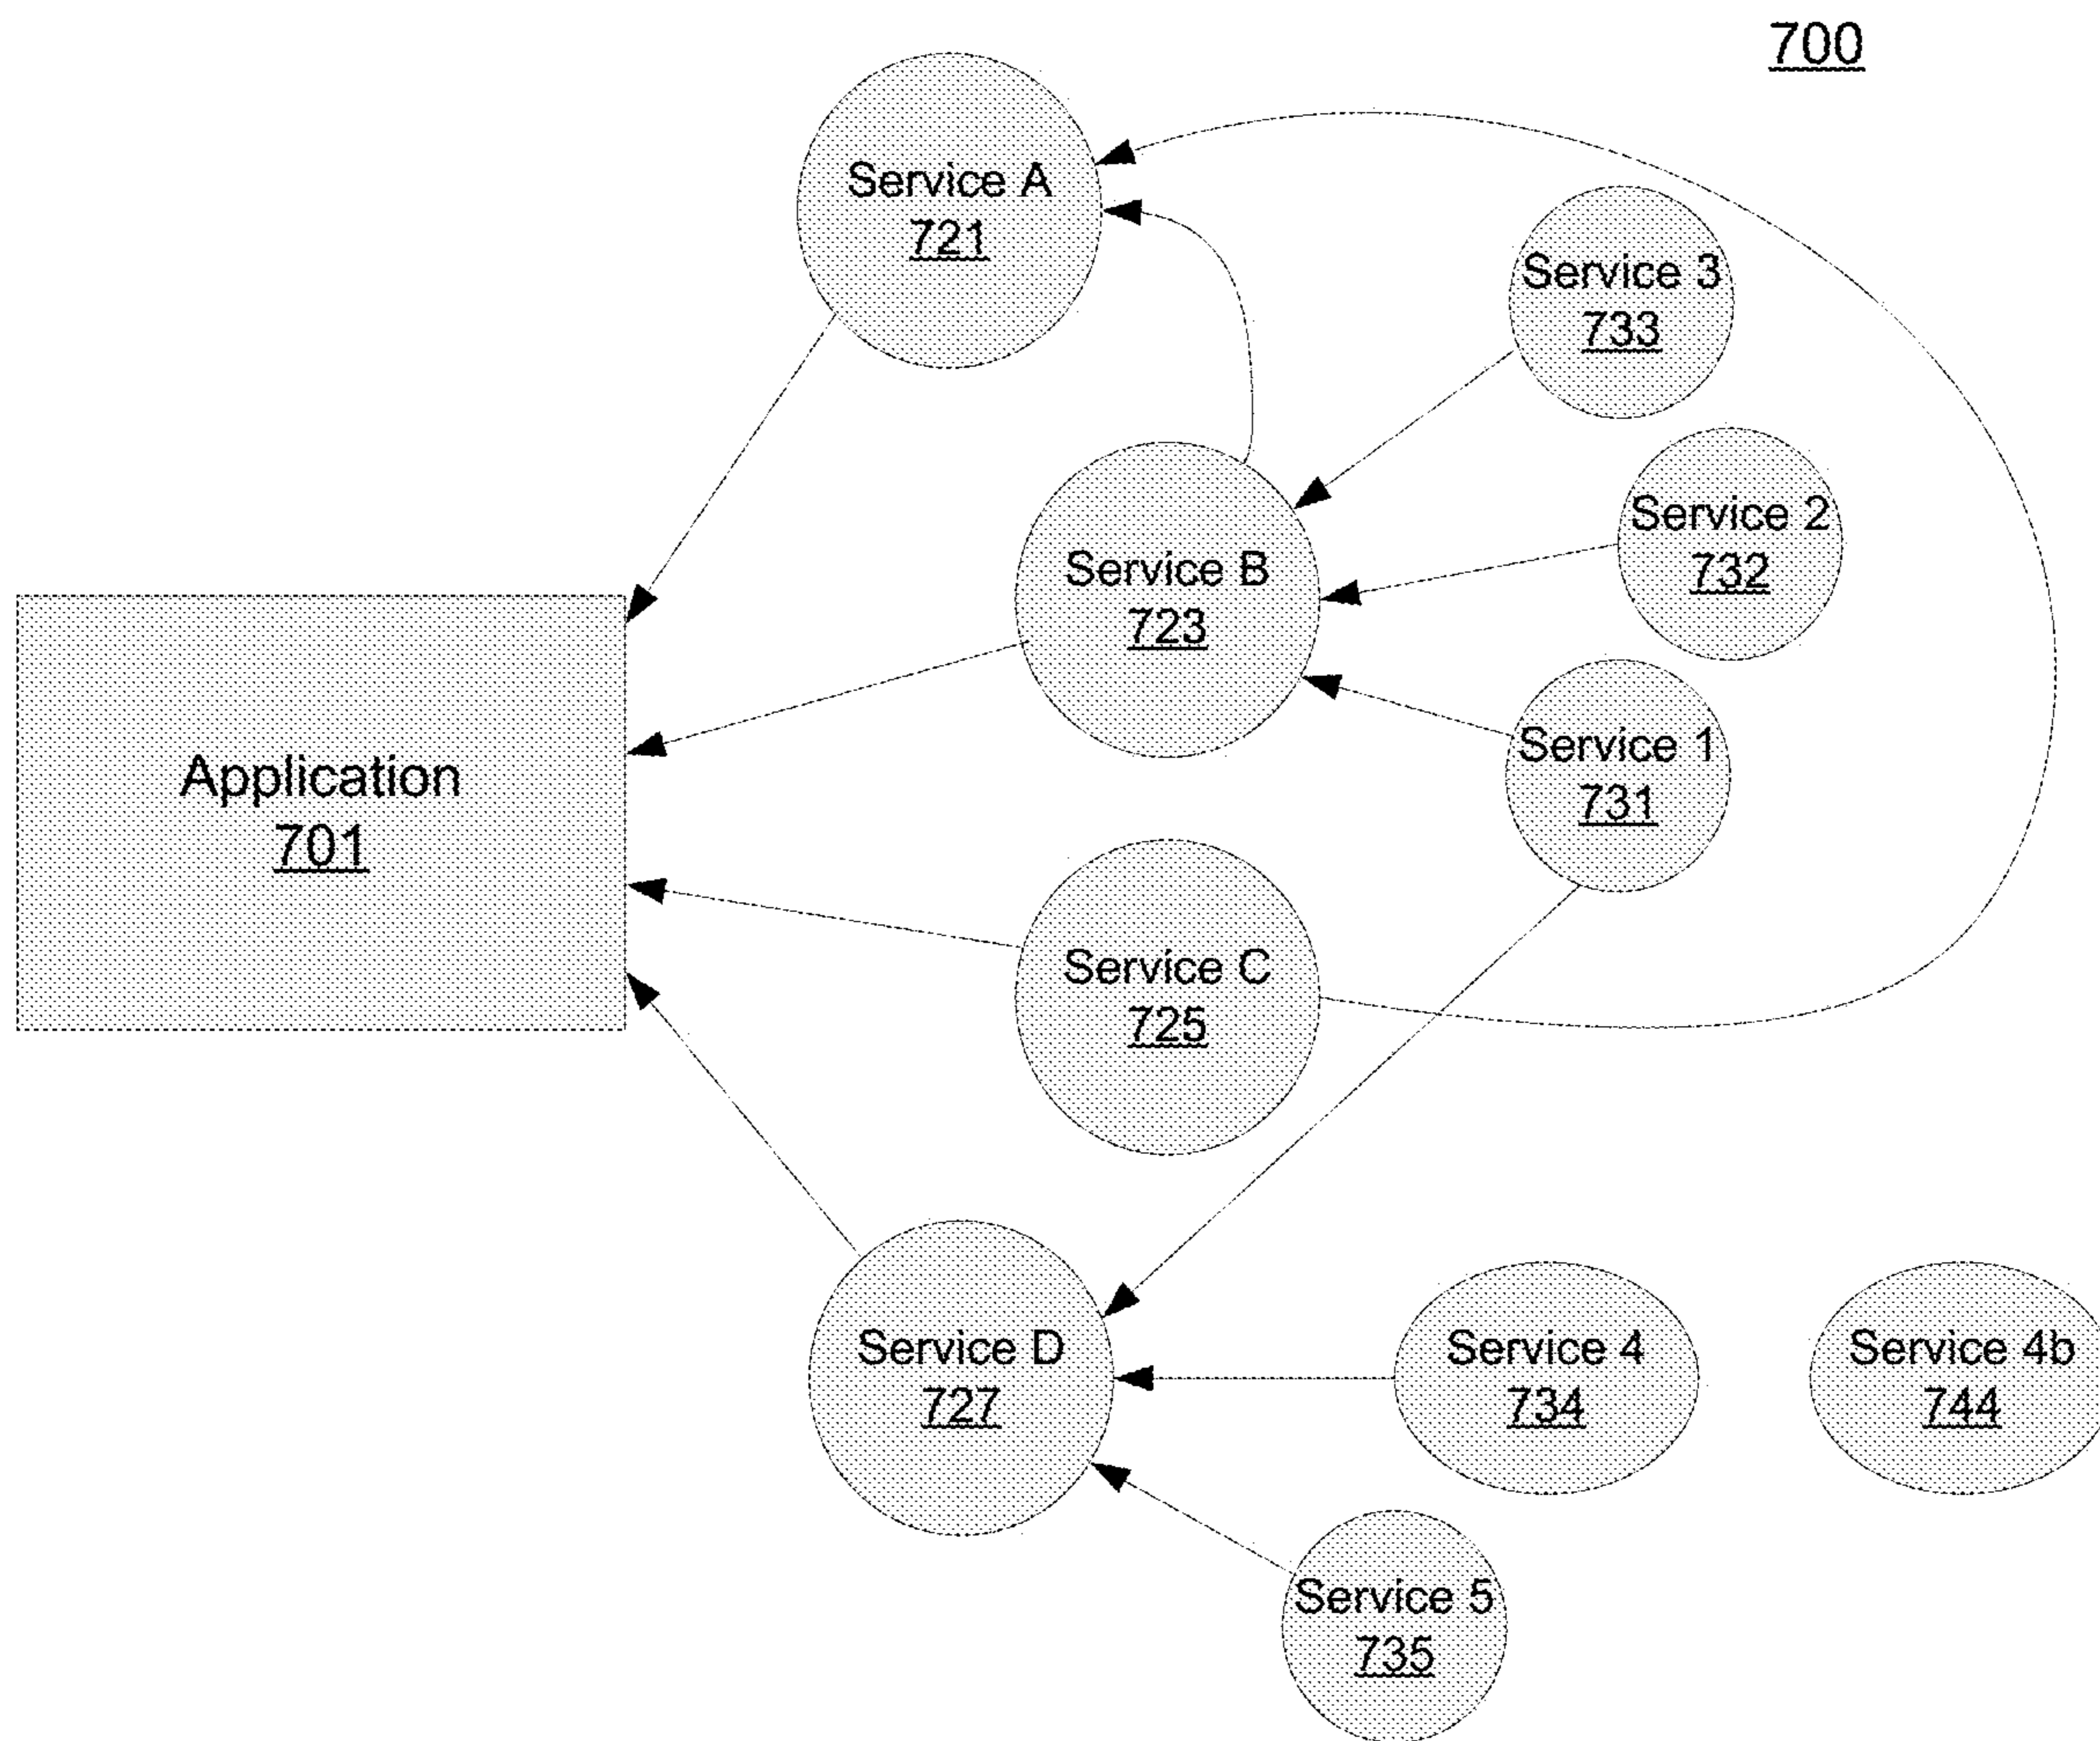 700
Service A
721
Service 3
733
Service 2
732
Service B
723
Service 1
731
Application
701
Service C
725
Service D
727
Service 4
734
Service 4b
744
Service 5
735